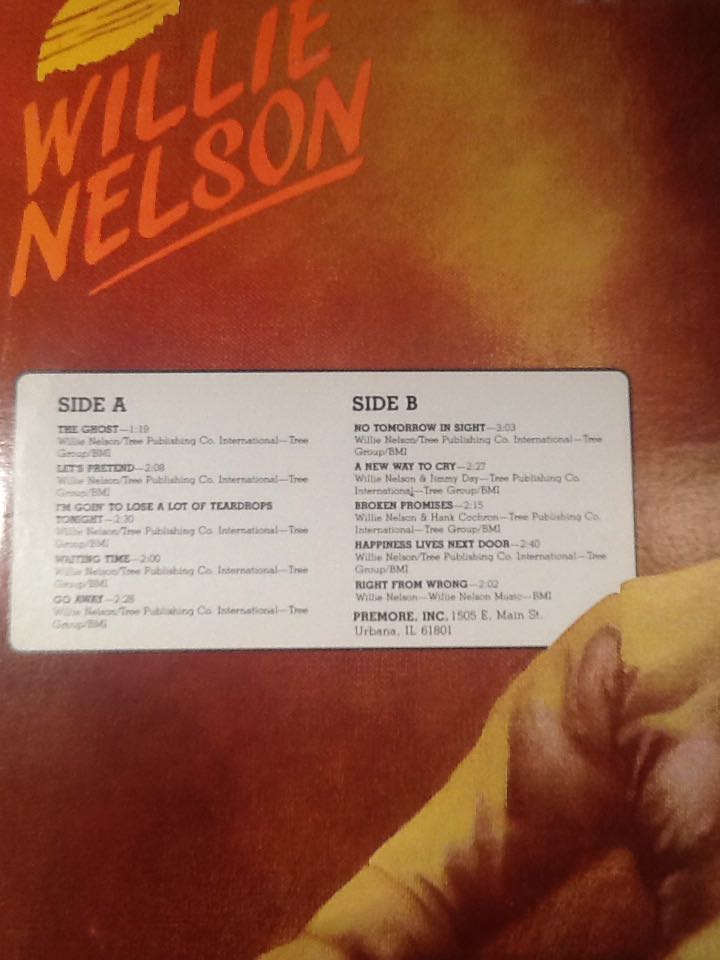 WILLIE
NELSON
SIDE A
THE GHOST—1:19
Willie Nelson/Tree Publishing Co. International—Tree
Group/BMI
LET'S PRETEND—2:08
Willie Nelson/Tree Publishing Co. International—Tree
Group/BMI
I'M GOIN' TO LOSE A LOT OF TEARDROPS
TONIGHT—2:30
Willie Nelson/Tree Publishing Co. International—Tree
Group/BMI
WAITING TIME—2:00
Willie Nelson/Tree Publishing Co. International—Tree
Group/BMI
GO AWAY—2:28
Willie Nelson/Tree Publishing Co. International—Tree
Group/BMI
SIDE B
NO TOMORROW IN SIGHT—3:03
Willie Nelson/Tree Publishing Co. International—Tree
Group/BMI
A NEW WAY TO CRY—2:27
Willie Nelson & Jimmy Day—Tree Publishing Co.
International—Tree Group/BMI
BROKEN PROMISES—2:15
Willie Nelson & Hank Cochron—Tree Publishing Co.
International—Tree Group/BMI
HAPPINESS LIVES NEXT DOOR—2:40
Willie Nelson/Tree Publishing Co. International—Tree
Group/BMI
RIGHT FROM WRONG—2:02
Willie Nelson—Willie Nelson Music—BMI
PREMORE, INC. 1505 E. Main St.
Urbana, IL 61801